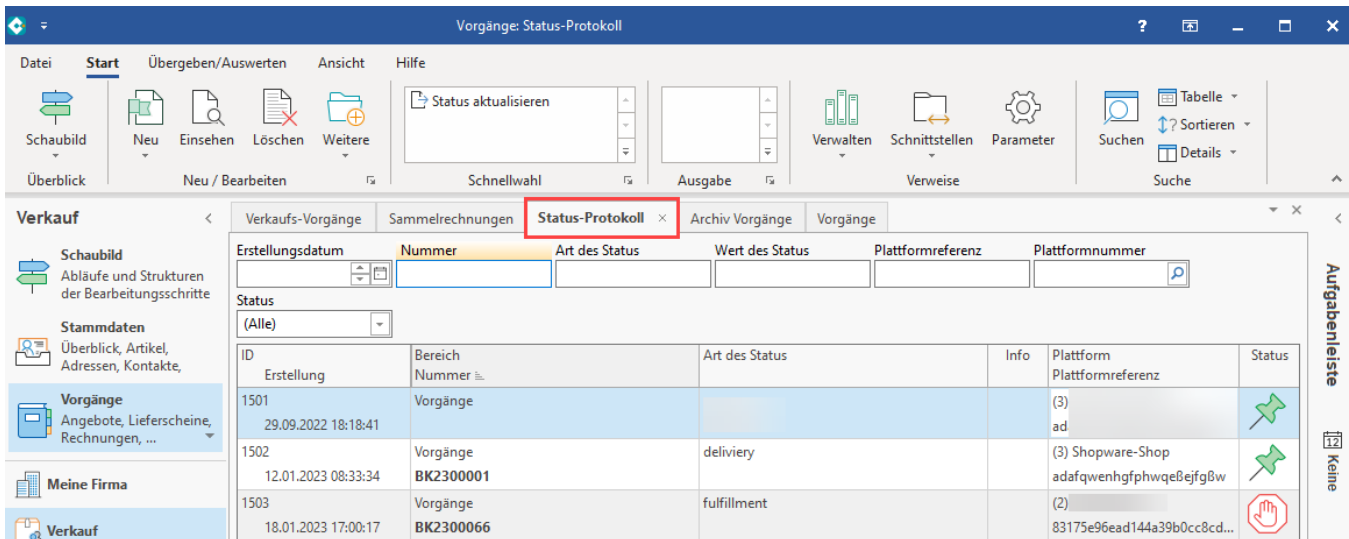 Vorgänge: Status-Protokoll
?
Datei Start Übergeben/Auswerten Ansicht Hilfe
Schaubild
Neu Einsehen Löschen Weitere
Status aktualisieren
Verwalten Schnittstellen Parameter
Suchen
Tabelle
Sortieren
Details
Überblick Neu / Bearbeiten Schnellwahl Ausgabe Verweise Suche
Verkauf
Verkaufs-Vorgänge Sammelrechnungen Status-Protokoll Archiv Vorgänge Vorgänge
Schaubild
Abläufe und Strukturen
der Bearbeitungsschritte
Stammdaten
Überblick, Artikel,
Adressen, Kontakte,
Vorgänge
Angebote, Lieferscheine,
Rechnungen, ...
Meine Firma
Verkauf
Erstellungsdatum Nummer Art des Status Wert des Status Plattformreferenz Plattformnummer
Status
(Alle)
ID Bereich Art des Status Info Plattform Status
Erstellung Nummer Plattformreferenz
1501 Vorgänge (3)
29.09.2022 18:18:41 ad
1502 Vorgänge deliviery (3) Shopware-Shop
12.01.2023 08:33:34 BK2300001 adafqwenhgfphwqeßejfgßw
1503 Vorgänge fulfillment (2)
18.01.2023 17:00:17 BK2300066 83175e96ead144a39b0cc8cd...
Aufgabenleiste
12 Keine